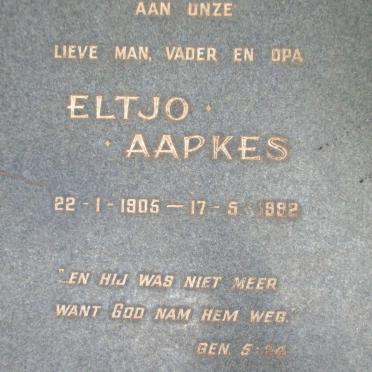 AAN ONZE
LIEVE MAN, VADER EN OPA
ELTJO
AAPKES
22-1-1905 — 17-5-1992
"..EN HIJ WAS NIET MEER
WANT GOD NAM HEM WEG."
GEN. 5:24